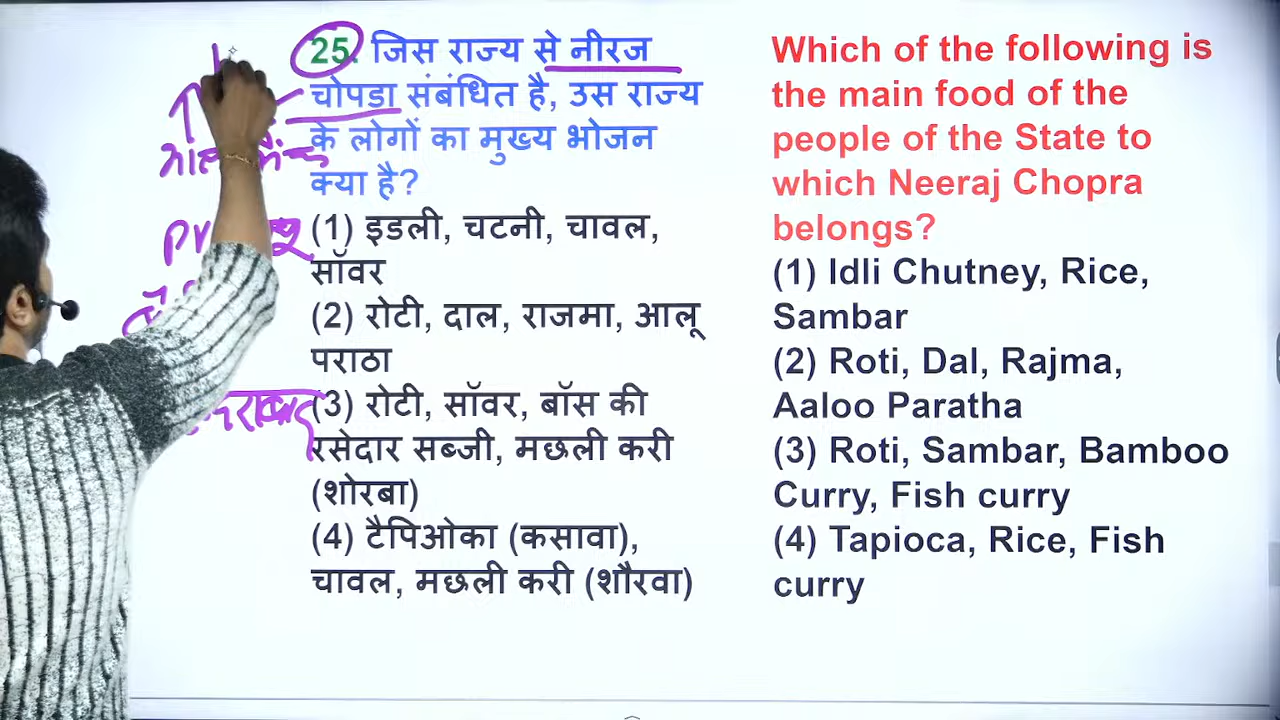 25. जिस राज्य से नीरज
चोपडा संबंधित है, उस राज्य
के लोगों का मुख्य भोजन
क्या है?
(1) इडली, चटनी, चावल,
सॉवर
(2) रोटी, दाल, राजमा, आलू
पराठा
(3) रोटी, सॉवर, बॉस की
रसेदार सब्जी, मछली करी
(शोरबा)
(4) टैपिओका (कसावा),
चावल, मछली करी (शौरवा)
Which of the following is
the main food of the
people of the State to
which Neeraj Chopra
belongs?
(1) Idli Chutney, Rice,
Sambar
(2) Roti, Dal, Rajma,
Aaloo Paratha
(3) Roti, Sambar, Bamboo
Curry, Fish curry
(4) Tapioca, Rice, Fish
curry